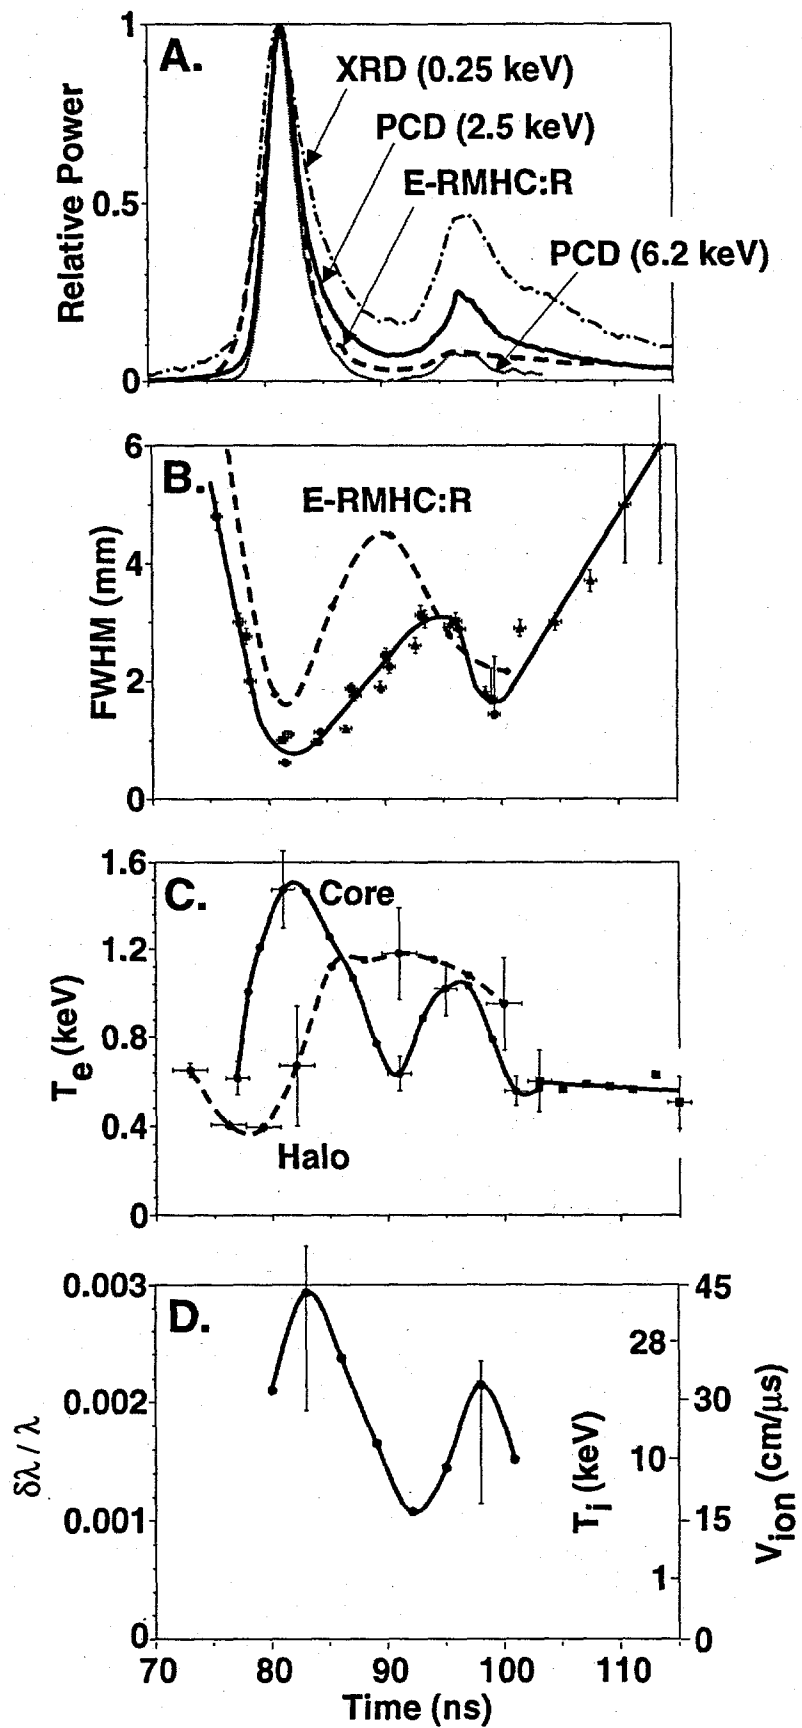 A.
XRD (0.25 keV)
PCD (2.5 keV)
E-RMHC:R
PCD (6.2 keV)
Relative Power
1
0.5
0
B.
E-RMHC:R
FWHM (mm)
6
4
2
0
C.
Core
Halo
Te (keV)
1.6
1.2
0.8
0.4
0
D.
δλ / λ
0.003
0.002
0.001
0
Ti (keV)
28
10
1
Vion (cm/μs)
45
30
15
0
70 80 90 100 110
Time (ns)